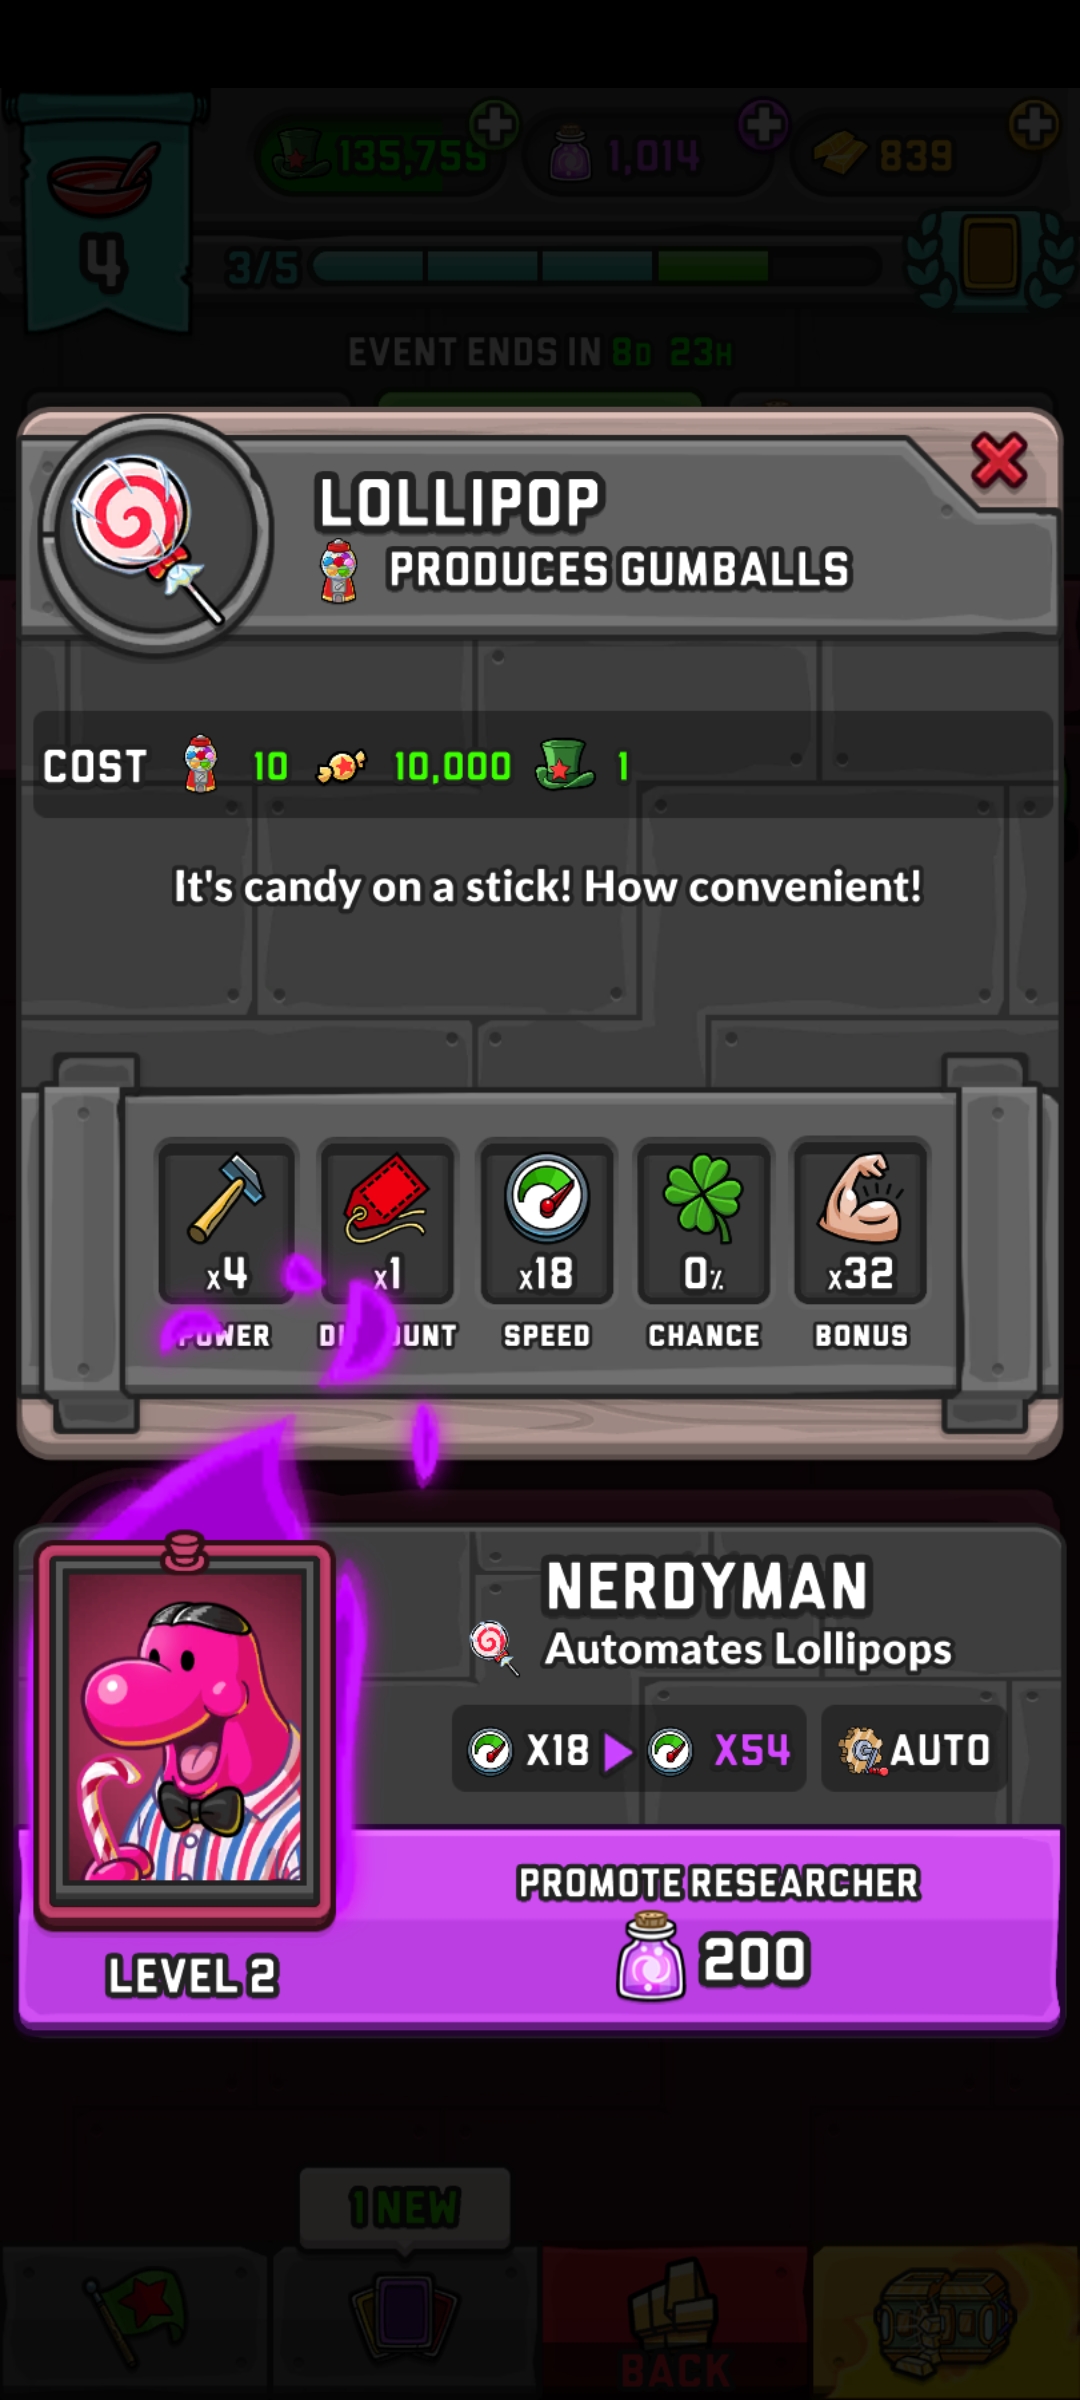 135,759
1,014
839
4
3/5
EVENT ENDS IN 8D 23H
LOLLIPOP
PRODUCES GUMBALLS
COST 10 10,000 1
It's candy on a stick! How convenient!
x4 x1 x18 0% x32
POWER DISCOUNT SPEED CHANCE BONUS
NERDYMAN
Automates Lollipops
X18 X54 AUTO
PROMOTE RESEARCHER
LEVEL 2
200
1 NEW
BACK